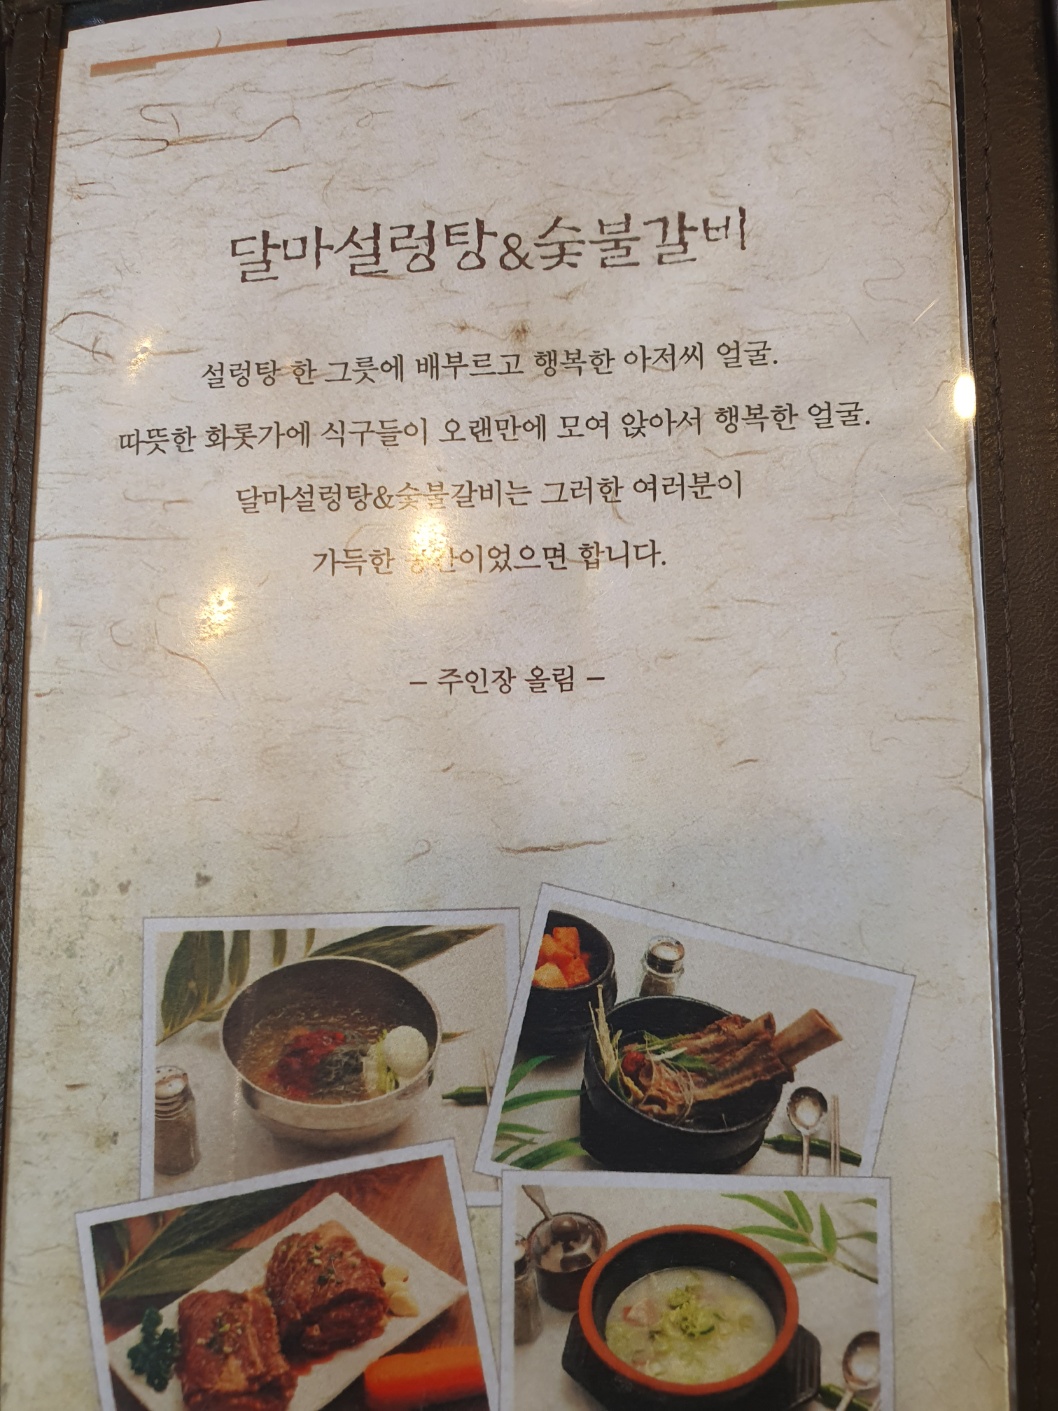 달마설렁탕&숯불갈비
설렁탕 한 그릇에 배부르고 행복한 아저씨 얼굴.
따뜻한 화롯가에 식구들이 오랜만에 모여 앉아서 행복한 얼굴.
달마설렁탕&숯불갈비는 그러한 여러분이
가득한 공간이었으면 합니다.
– 주인장 올림 –